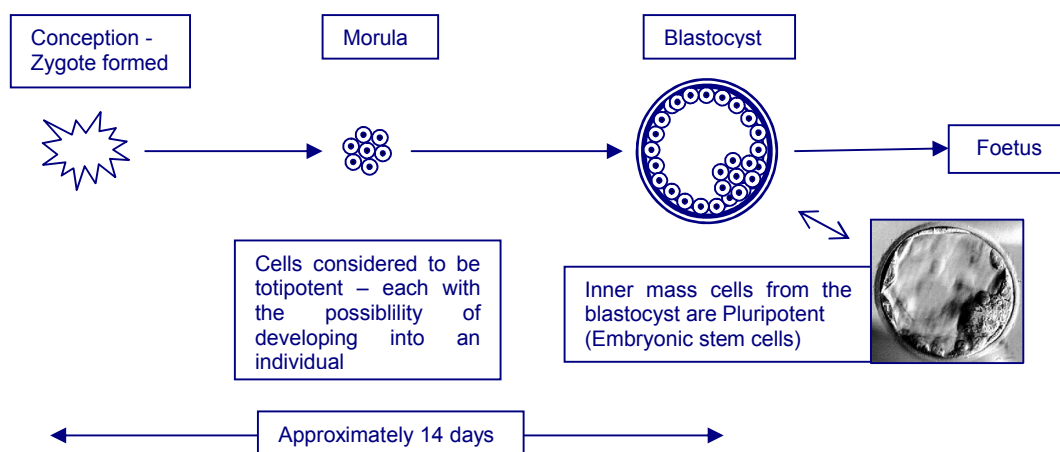 Conception -
Zygote formed
Morula
Blastocyst
Foetus
Cells considered to be
totipotent – each with
the possiblility of
developing into an
individual
Inner mass cells from the
blastocyst are Pluripotent
(Embryonic stem cells)
Approximately 14 days